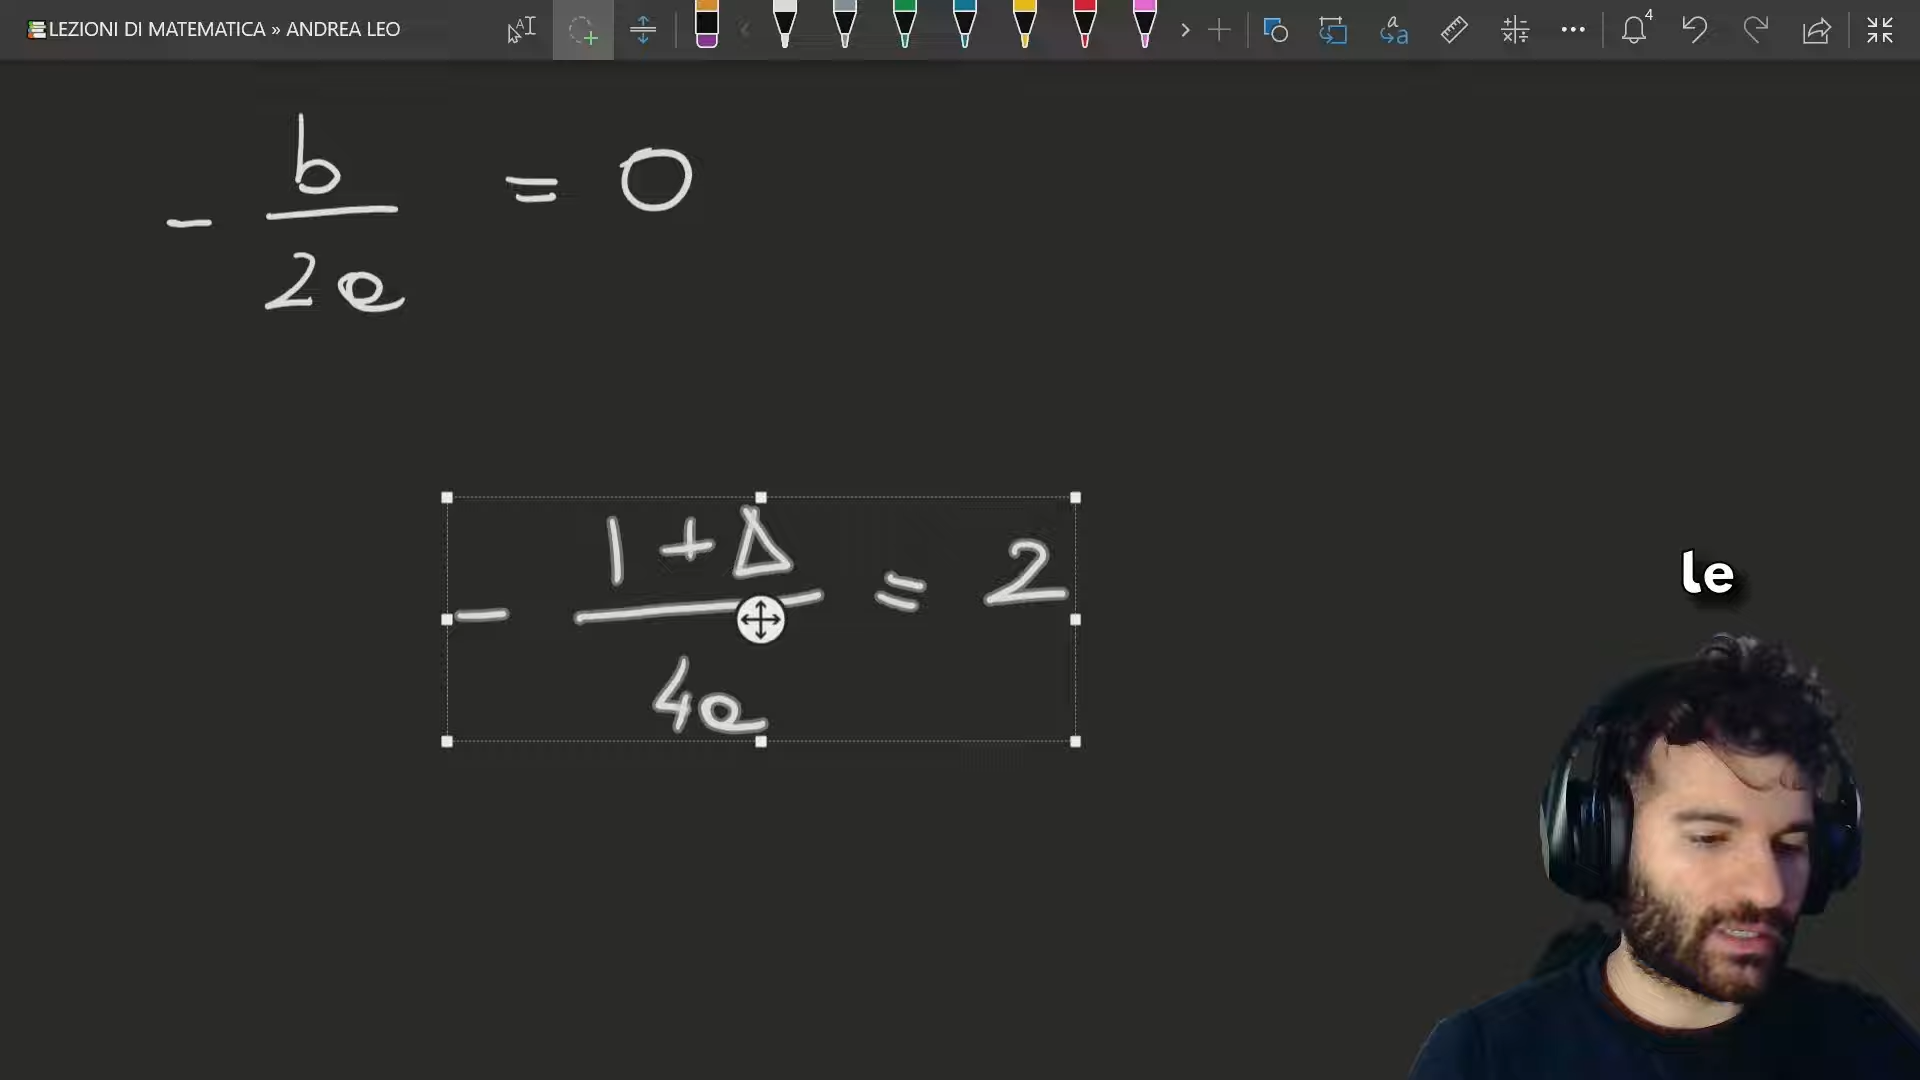 LEZIONI DI MATEMATICA » ANDREA LEO
4
- b/2a = 0
- 1+Δ/4a = 2
le